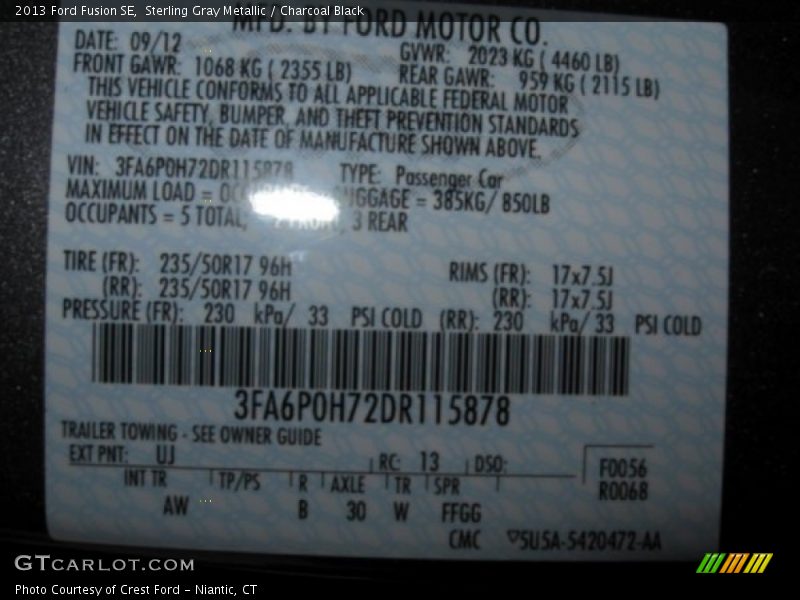 2013 Ford Fusion SE, Sterling Gray Metallic / Charcoal Black
MFD. BY FORD MOTOR CO.
DATE: 09/12 GVWR: 2023 KG ( 4460 LB)
FRONT GAWR: 1068 KG ( 2355 LB) REAR GAWR: 959 KG ( 2115 LB)
THIS VEHICLE CONFORMS TO ALL APPLICABLE FEDERAL MOTOR
VEHICLE SAFETY, BUMPER, AND THEFT PREVENTION STANDARDS
IN EFFECT ON THE DATE OF MANUFACTURE SHOWN ABOVE.
VIN: 3FA6P0H72DR115878 TYPE: Passenger Car
MAXIMUM LOAD = LUGGAGE = 385KG/ 850LB
OCCUPANTS = 5 TOTAL, 3 REAR
TIRE (FR): 235/50R17 96H RIMS (FR): 17x7.5J
(RR): 235/50R17 96H (RR): 17x7.5J
PRESSURE (FR): 230 kPa/ 33 PSI COLD (RR): 230 kPa/ 33 PSI COLD
3FA6P0H72DR115878
TRAILER TOWING - SEE OWNER GUIDE
EXT PNT: UJ RC: 13 DSO: F0056
INT TR TP/PS R AXLE TR SPR R0068
AW B 30 W FFGG
CMC 5U5A-5420472-AA
GTCARLOT.COM
Photo Courtesy of Crest Ford - Niantic, CT